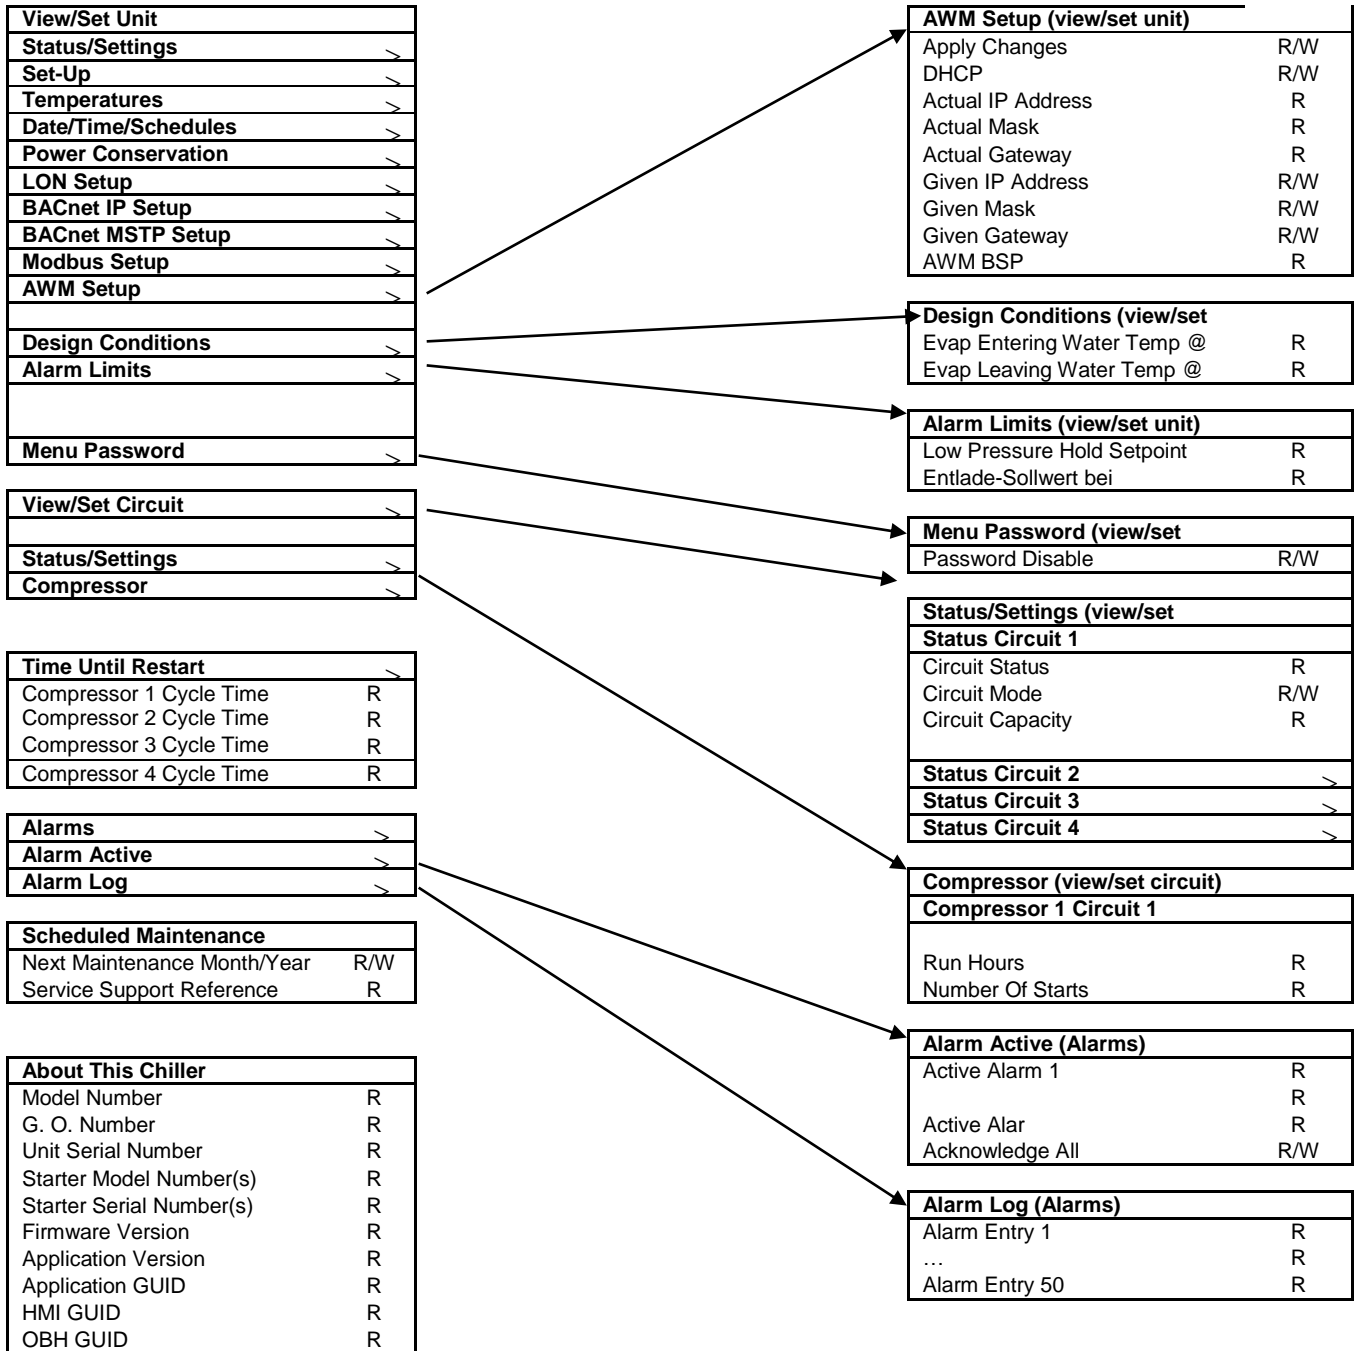 View/Set Unit
Status/Settings >
Set-Up >
Temperatures >
Date/Time/Schedules >
Power Conservation >
LON Setup >
BACnet IP Setup >
BACnet MSTP Setup >
Modbus Setup >
AWM Setup >
Design Conditions >
Alarm Limits >
Menu Password >
View/Set Circuit >
Status/Settings >
Compressor >
Time Until Restart >
Compressor 1 Cycle Time R
Compressor 2 Cycle Time R
Compressor 3 Cycle Time R
Compressor 4 Cycle Time R
Alarms >
Alarm Active >
Alarm Log >
Scheduled Maintenance
Next Maintenance Month/Year R/W
Service Support Reference R
About This Chiller
Model Number R
G. O. Number R
Unit Serial Number R
Starter Model Number(s) R
Starter Serial Number(s) R
Firmware Version R
Application Version R
Application GUID R
HMI GUID R
OBH GUID R
AWM Setup (view/set unit)
Apply Changes R/W
DHCP R/W
Actual IP Address R
Actual Mask R
Actual Gateway R
Given IP Address R/W
Given Mask R/W
Given Gateway R/W
AWM BSP R
Design Conditions (view/set
Evap Entering Water Temp @ R
Evap Leaving Water Temp @ R
Alarm Limits (view/set unit)
Low Pressure Hold Setpoint R
Entlade-Sollwert bei R
Menu Password (view/set
Password Disable R/W
Status/Settings (view/set
Status Circuit 1
Circuit Status R
Circuit Mode R/W
Circuit Capacity R
Status Circuit 2 >
Status Circuit 3 >
Status Circuit 4 >
Compressor (view/set circuit)
Compressor 1 Circuit 1
Run Hours R
Number Of Starts R
Alarm Active (Alarms)
Active Alarm 1 R
R
Active Alar R
Acknowledge All R/W
Alarm Log (Alarms)
Alarm Entry 1 R
… R
Alarm Entry 50 R